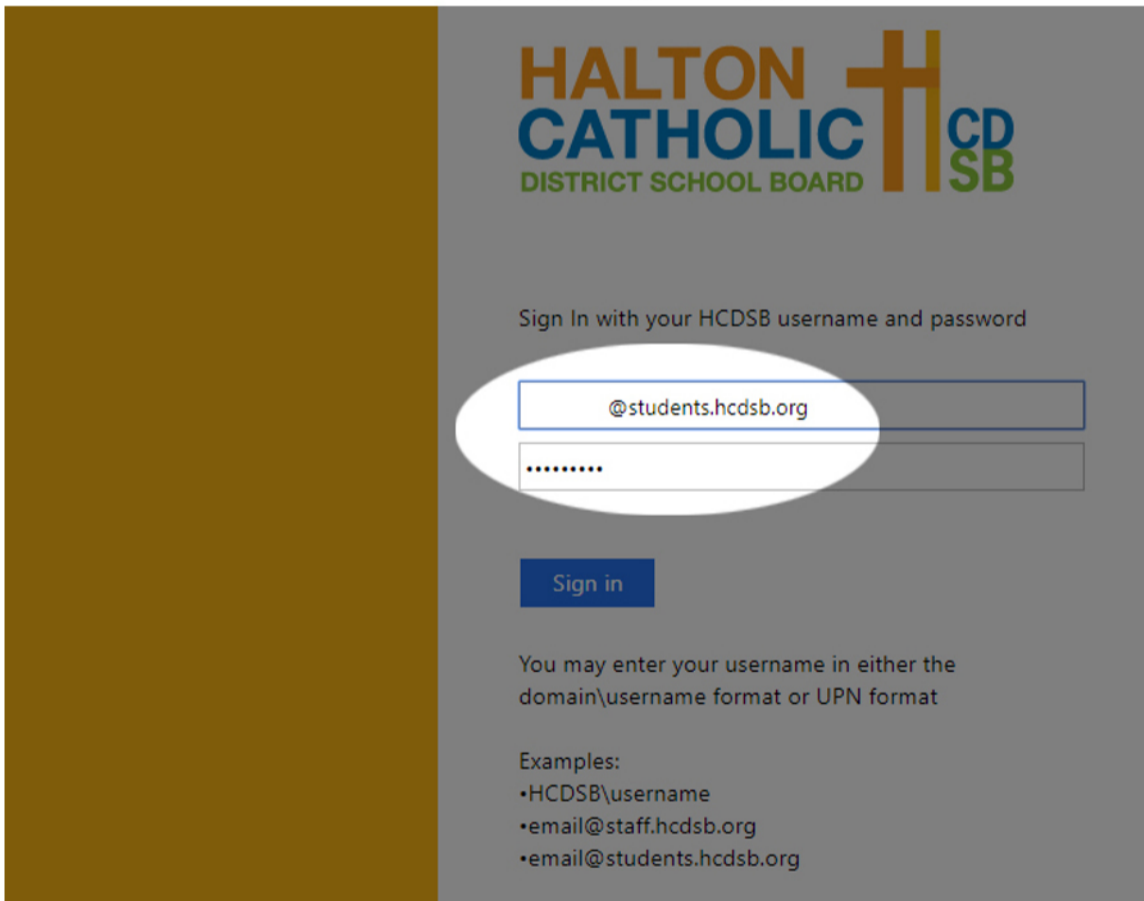 HALTON
CATHOLIC
DISTRICT SCHOOL BOARD
CD
SB
Sign In with your HCDSB username and password
@students.hcdsb.org
•••••••••
Sign in
You may enter your username in either the
domain\username format or UPN format
Examples:
•HCDSB\username
•email@staff.hcdsb.org
•email@students.hcdsb.org